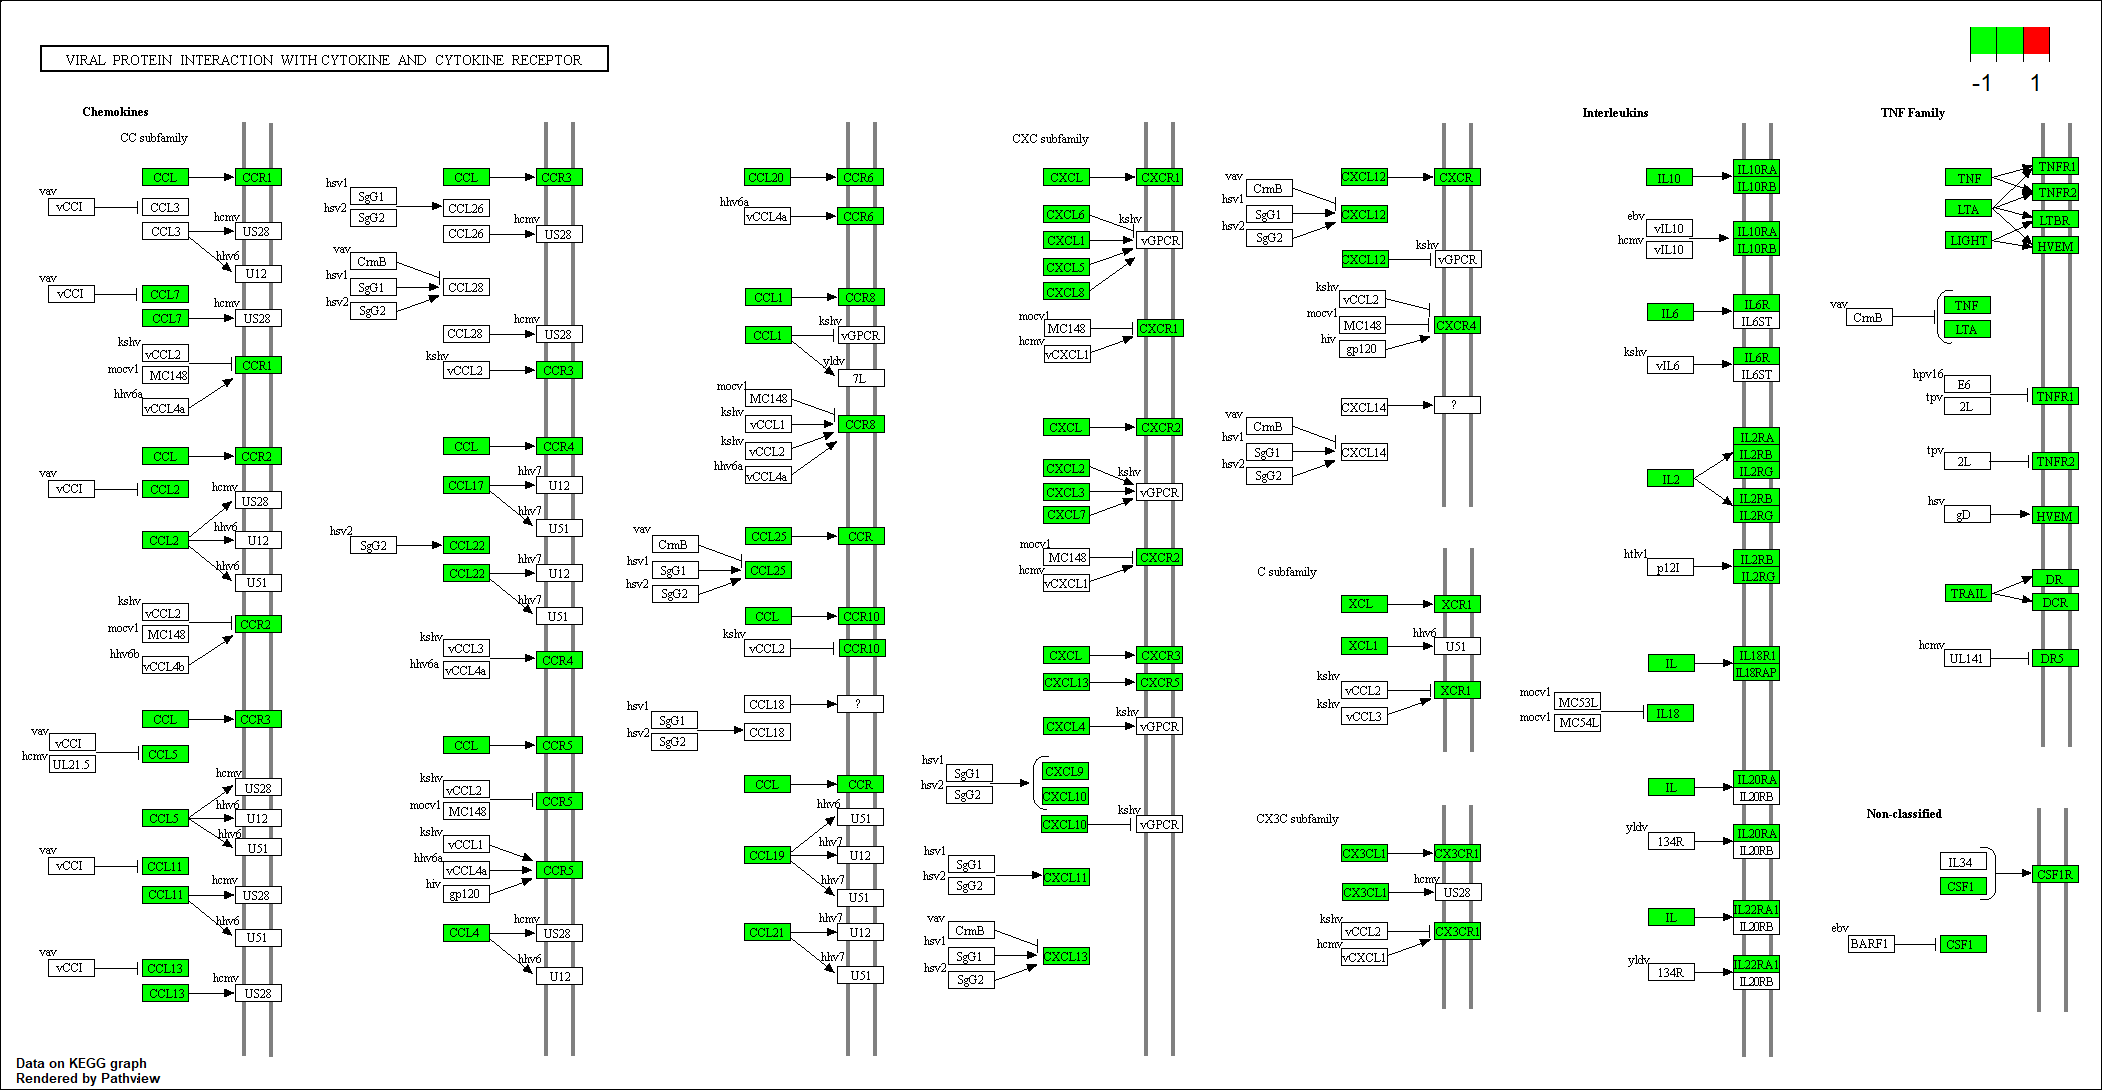 VIRAL PROTEIN INTERACTION WITH CYTOKINE AND CYTOKINE RECEPTOR
-1 1
Chemokines
CC subfamily
CCL CCR1
vav
vCCI CCL3
CCL3 hcmv US28
hhv6 U12
vav
vCCI CCL7
CCL7 hcmv US28
kshv
vCCL2 CCR1
mocv1 MC148
hhv6a
vCCL4a
CCL CCR2
vav
vCCI CCL2
hcmv US28
CCL2 hhv6 U12
hhv6 U51
kshv
vCCL2
mocv1 MC148 CCR2
hhv6b vCCL4b
CCL CCR3
vav
vCCI CCL5
hcmv UL21.5
hcmv US28
CCL5 hhv6 U12
hhv6 U51
vav
vCCI CCL11
CCL11 hcmv US28
hhv6 U51
vav
vCCI CCL13
CCL13 hcmv US28
CCL CCR3
hsv1 SgG1
hsv2 SgG2 CCL26
CCL26 hcmv US28
vav CrmB
hsv1 SgG1 CCL28
hsv2 SgG2
CCL28 hcmv US28
kshv vCCL2 CCR3
CCL CCR4
CCL17 hhv7 U12
hhv7 U51
hsv2 SgG2 CCL22
CCL22 hhv7 U12
hhv7 U51
kshv vCCL3 CCR4
hhv6a vCCL4a
CCL CCR5
kshv vCCL2 CCR5
mocv1 MC148
kshv vCCL1
hhv6a vCCL4a CCR5
hiv gp120
CCL4 hcmv US28
hhv6 U12
CCL20 CCR6
hhv6a vCCL4a CCR6
CCL1 CCR8
CCL1 kshv vGPCR
yldv 7L
mocv1 MC148
kshv vCCL1 CCR8
kshv vCCL2
hhv6a vCCL4a
CCL25 CCR
vav CrmB
hsv1 SgG1 CCL25
hsv2 SgG2
CCL CCR10
kshv vCCL2 CCR10
CCL18 ?
hsv1 SgG1 CCL18
hsv2 SgG2
CCL CCR
hhv6 U51
CCL19 hhv7 U12
hhv7 U51
CCL21 hhv7 U12
hhv7 U51
CXC subfamily
CXCL CXCR1
CXCL6 kshv
CXCL1 vGPCR
CXCL5
CXCL8
mocv1 MC148 CXCR1
hcmv vCXCL1
CXCL CXCR2
CXCL2 kshv
CXCL3 vGPCR
CXCL7
mocv1 MC148 CXCR2
hcmv vCXCL1
CXCL CXCR3
CXCL13 CXCR5
CXCL4 kshv vGPCR
hsv1 SgG1 CXCL9
hsv2 SgG2 CXCL10
CXCL10 kshv vGPCR
hsv1 SgG1
hsv2 SgG2 CXCL11
vav CrmB
hsv1 SgG1 CXCL13
hsv2 SgG2
CXCL12 CXCR
vav CrmB
hsv1 SgG1 CXCL12
hsv2 SgG2
CXCL12 kshv vGPCR
kshv vCCL2
mocv1 MC148 CXCR4
hiv gp120
CXCL14 ?
vav CrmB
hsv1 SgG1 CXCL14
hsv2 SgG2
C subfamily
XCL XCR1
XCL1 hhv6 U51
kshv vCCL2 XCR1
kshv vCCL3
CX3C subfamily
CX3CL1 CX3CR1
CX3CL1 hcmv US28
kshv vCCL2 CX3CR1
hcmv vCXCL1
Interleukins
IL10 IL10RA
IL10RB
ebv vIL10 IL10RA
hcmv vIL10 IL10RB
IL6 IL6R
IL6ST
kshv vIL6 IL6R
IL6ST
IL2RA
IL2RB
IL2RG
IL2 IL2RB
IL2RG
htlv1 p12I IL2RB
IL2RG
IL IL18R1
IL18RAP
mocv1 MC53L
mocv1 MC54L IL18
IL IL20RA
IL20RB
yldv 134R IL20RA
IL20RB
IL IL22RA1
IL20RB
yldv 134R IL22RA1
IL20RB
TNF Family
TNF TNFR1
TNFR2
LTA LTBR
LIGHT HVEM
vav CrmB TNF
LTA
hpv16 E6 TNFR1
tpv 2L
tpv 2L TNFR2
hsv gD HVEM
TRAIL DR
DCR
hcmv UL141 DR5
Non-classified
IL34
CSF1 CSF1R
ebv BARF1 CSF1
Data on KEGG graph
Rendered by Pathview